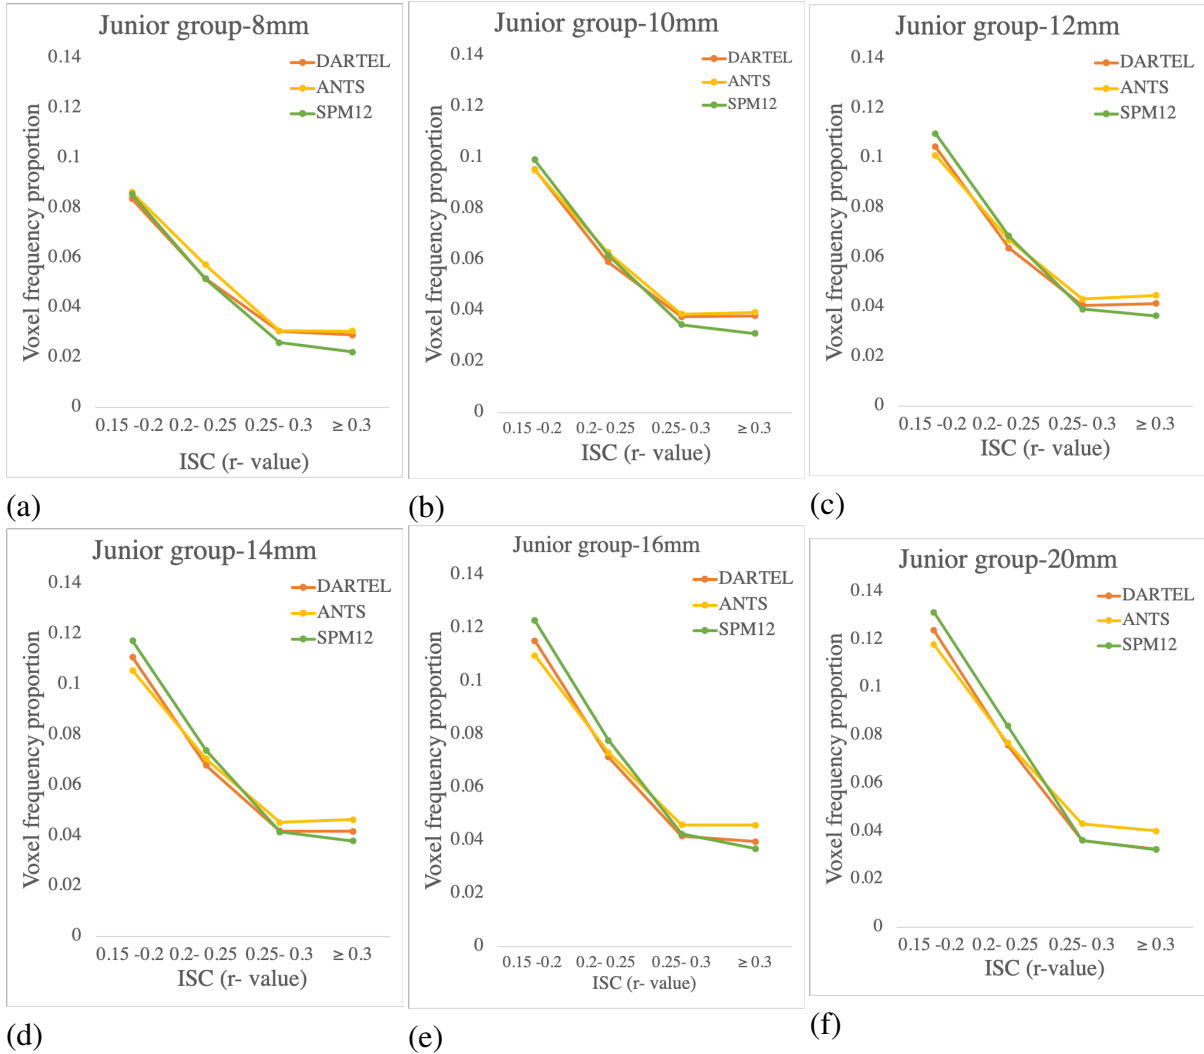 Junior group-8mm
0.14
0.12
0.1
0.08
0.06
0.04
0.02
0
Voxel frequency proportion
DARTEL
ANTS
SPM12
0.15 -0.2 0.2- 0.25 0.25- 0.3 ≥ 0.3
ISC (r- value)
(a)
Junior group-10mm
0.14
0.12
0.1
0.08
0.06
0.04
0.02
0
Voxel frequency proportion
DARTEL
ANTS
SPM12
0.15 -0.2 0.2- 0.25 0.25- 0.3 ≥ 0.3
ISC (r- value)
(b)
Junior group-12mm
0.14
0.12
0.1
0.08
0.06
0.04
0.02
0
Voxel frequency proportion
DARTEL
ANTS
SPM12
0.15 -0.2 0.2- 0.25 0.25- 0.3 ≥ 0.3
ISC (r- value)
(c)
Junior group-14mm
0.14
0.12
0.1
0.08
0.06
0.04
0.02
0
Voxel frequency proportion
DARTEL
ANTS
SPM12
0.15 -0.2 0.2- 0.25 0.25- 0.3 ≥ 0.3
ISC (r- value)
(d)
Junior group-16mm
0.14
0.12
0.1
0.08
0.06
0.04
0.02
0
Voxel frequency proportion
DARTEL
ANTS
SPM12
0.15 -0.2 0.2- 0.25 0.25- 0.3 ≥ 0.3
ISC (r- value)
(e)
Junior group-20mm
0.14
0.12
0.1
0.08
0.06
0.04
0.02
0
Voxel frequency proportion
DARTEL
ANTS
SPM12
0.15 -0.2 0.2- 0.25 0.25- 0.3 ≥ 0.3
ISC (r-value)
(f)